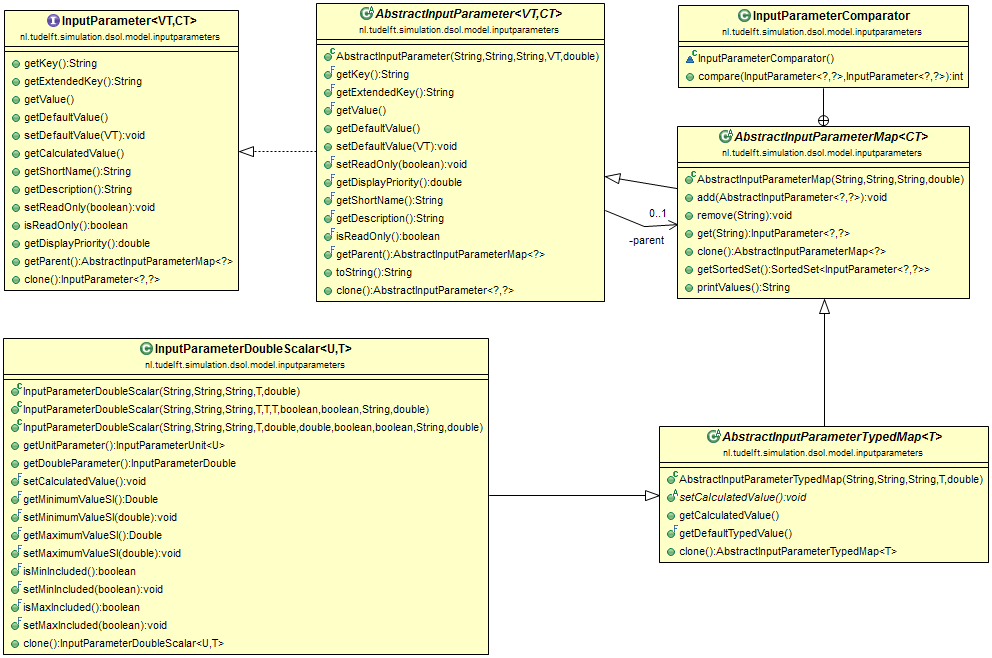 InputParameter<VT,CT>
nl.tudelft.simulation.dsol.model.inputparameters
getKey():String
getExtendedKey():String
getValue()
getDefaultValue()
setDefaultValue(VT):void
getCalculatedValue()
getShortName():String
getDescription():String
setReadOnly(boolean):void
isReadOnly():boolean
getDisplayPriority():double
getParent():AbstractInputParameterMap<?>
clone():InputParameter<?,?>
AbstractInputParameter<VT,CT>
nl.tudelft.simulation.dsol.model.inputparameters
AbstractInputParameter(String,String,String,VT,double)
getKey():String
getExtendedKey():String
getValue()
getDefaultValue()
setDefaultValue(VT):void
setReadOnly(boolean):void
getDisplayPriority():double
getShortName():String
getDescription():String
isReadOnly():boolean
getParent():AbstractInputParameterMap<?>
toString():String
clone():AbstractInputParameter<?,?>
InputParameterComparator
nl.tudelft.simulation.dsol.model.inputparameters
InputParameterComparator()
compare(InputParameter<?,?>,InputParameter<?,?>):int
AbstractInputParameterMap<CT>
nl.tudelft.simulation.dsol.model.inputparameters
AbstractInputParameterMap(String,String,String,double)
add(AbstractInputParameter<?,?>):void
remove(String):void
get(String):InputParameter<?,?>
clone():AbstractInputParameterMap<?>
getSortedSet():SortedSet<InputParameter<?,?>>
printValues():String
0..1
-parent
InputParameterDoubleScalar<U,T>
nl.tudelft.simulation.dsol.model.inputparameters
InputParameterDoubleScalar(String,String,String,T,double)
InputParameterDoubleScalar(String,String,String,T,T,T,boolean,boolean,String,double)
InputParameterDoubleScalar(String,String,String,T,double,double,boolean,boolean,String,double)
getUnitParameter():InputParameterUnit<U>
getDoubleParameter():InputParameterDouble
setCalculatedValue():void
getMinimumValueSI():Double
setMinimumValueSI(double):void
getMaximumValueSI():Double
setMaximumValueSI(double):void
isMinIncluded():boolean
setMinIncluded(boolean):void
isMaxIncluded():boolean
setMaxIncluded(boolean):void
clone():InputParameterDoubleScalar<U,T>
AbstractInputParameterTypedMap<T>
nl.tudelft.simulation.dsol.model.inputparameters
AbstractInputParameterTypedMap(String,String,String,T,double)
setCalculatedValue():void
getCalculatedValue()
getDefaultTypedValue()
clone():AbstractInputParameterTypedMap<T>